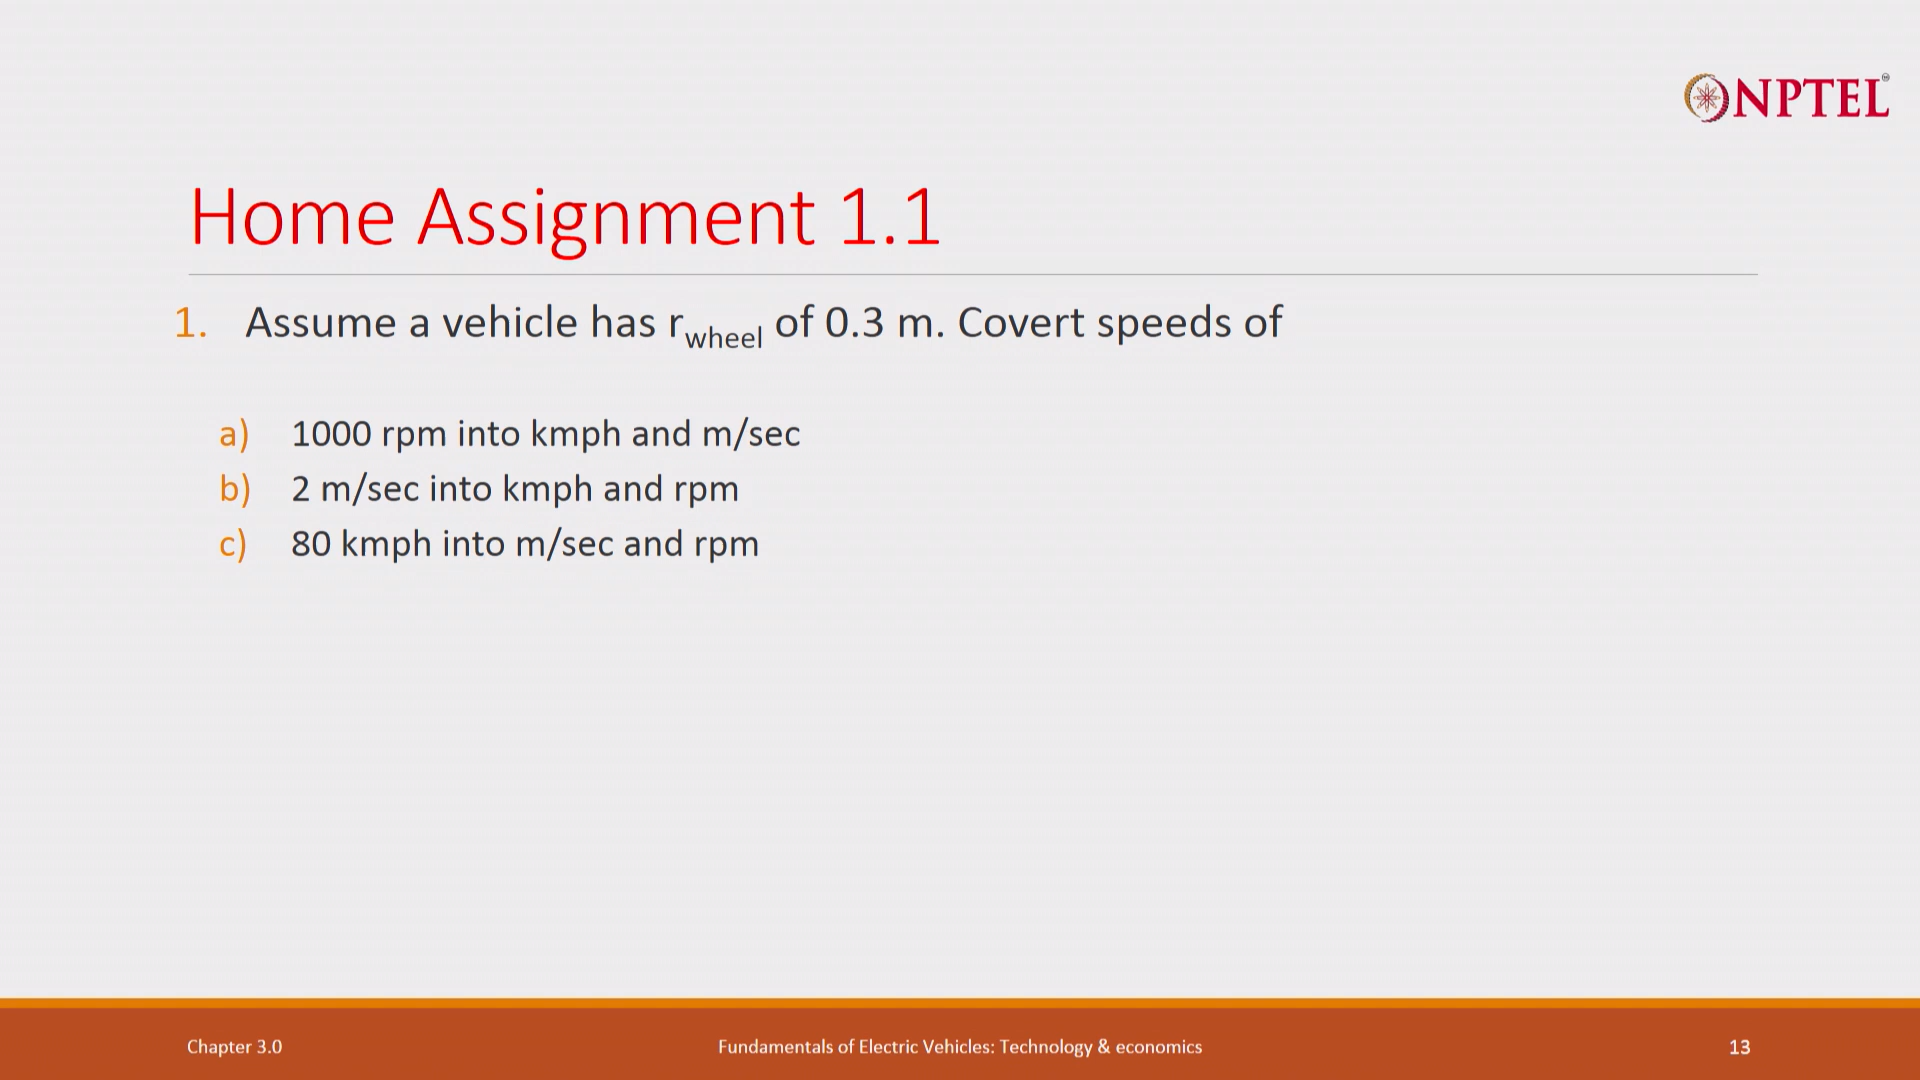 NPTEL
Home Assignment 1.1
1. Assume a vehicle has rwheel of 0.3 m. Covert speeds of
a) 1000 rpm into kmph and m/sec
b) 2 m/sec into kmph and rpm
c) 80 kmph into m/sec and rpm
Chapter 3.0 Fundamentals of Electric Vehicles: Technology & economics 13